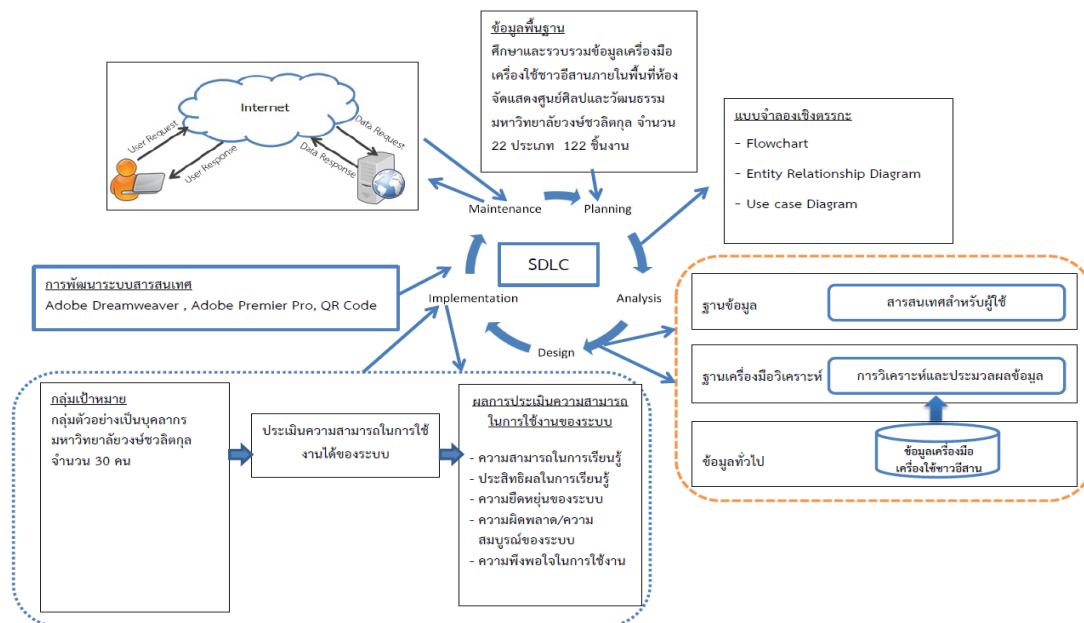 ข้อมูลพื้นฐาน
ศึกษาและรวบรวมข้อมูลเครื่องมือ
เครื่องใช้ชาวอีสานภายในพื้นที่ห้อง
จัดแสดงศูนย์ศิลปและวัฒนธรรม
มหาวิทยาลัยวงษ์ชวลิตกุล จำนวน
22 ประเภท 122 ชิ้นงาน
Internet
User Request
User Response
Data Request
Data Response
แบบจำลองเชิงตรรกะ
- Flowchart
- Entity Relationship Diagram
- Use case Diagram
Maintenance
Planning
SDLC
Implementation
Analysis
Design
การพัฒนาระบบสารสนเทศ
Adobe Dreamweaver , Adobe Premier Pro, QR Code
ฐานข้อมูล
สารสนเทศสำหรับผู้ใช้
ฐานเครื่องมือวิเคราะห์
การวิเคราะห์และประมวลผลข้อมูล
ข้อมูลทั่วไป
ข้อมูลเครื่องมือ
เครื่องใช้ชาวอีสาน
กลุ่มเป้าหมาย
กลุ่มตัวอย่างเป็นบุคลากร
มหาวิทยาลัยวงษ์ชวลิตกุล
จำนวน 30 คน
ประเมินความสามารถในการใช้
งานได้ของระบบ
ผลการประเมินความสามารถ
ในการใช้งานของระบบ
- ความสามารถในการเรียนรู้
- ประสิทธิผลในการเรียนรู้
- ความยืดหยุ่นของระบบ
- ความผิดพลาด/ความ
สมบูรณ์ของระบบ
- ความพึงพอใจในการใช้งาน